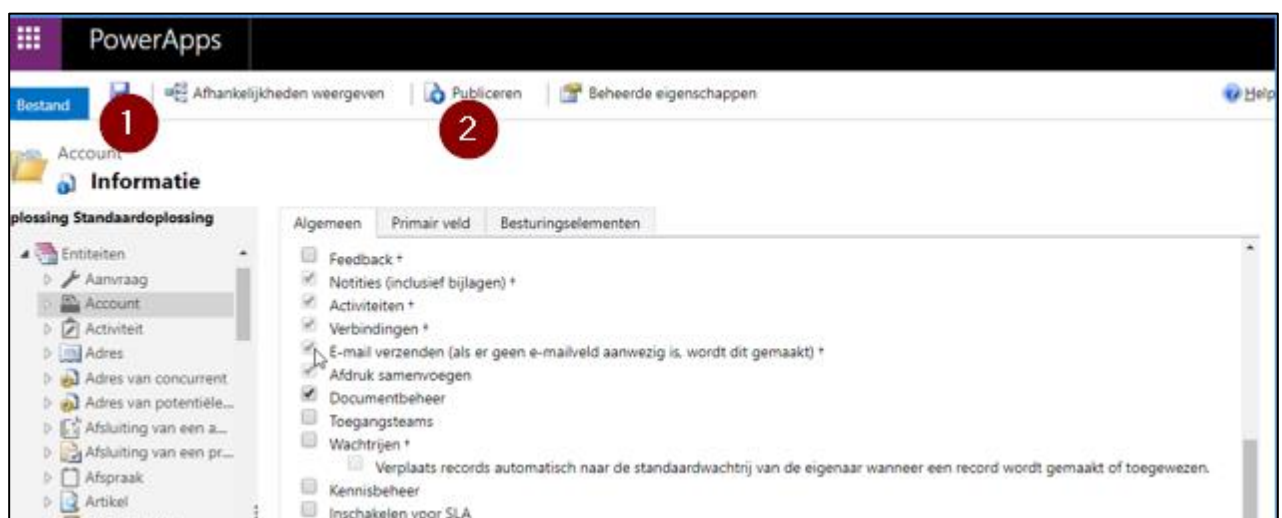 PowerApps
Bestand
Afhankelijkheden weergeven
Publiceren
Beheerde eigenschappen
Help
1
2
Account
Informatie
plossing Standaardoplossing
Algemeen
Primair veld
Besturingselementen
Entiteiten
Aanvraag
Account
Activiteit
Adres
Adres van concurrent
Adres van potentiële...
Afsluiting van een a...
Afsluiting van een pr...
Afspraak
Artikel
Feedback +
Notities (inclusief bijlagen) +
Activiteiten +
Verbindingen +
E-mail verzenden (als er geen e-mailveld aanwezig is, wordt dit gemaakt) +
Afdruk samenvoegen
Documentbeheer
Toegangsteams
Wachtrijen +
Verplaats records automatisch naar de standaardwachtrij van de eigenaar wanneer een record wordt gemaakt of toegewezen.
Kennisbeheer
Inschakelen voor SLA